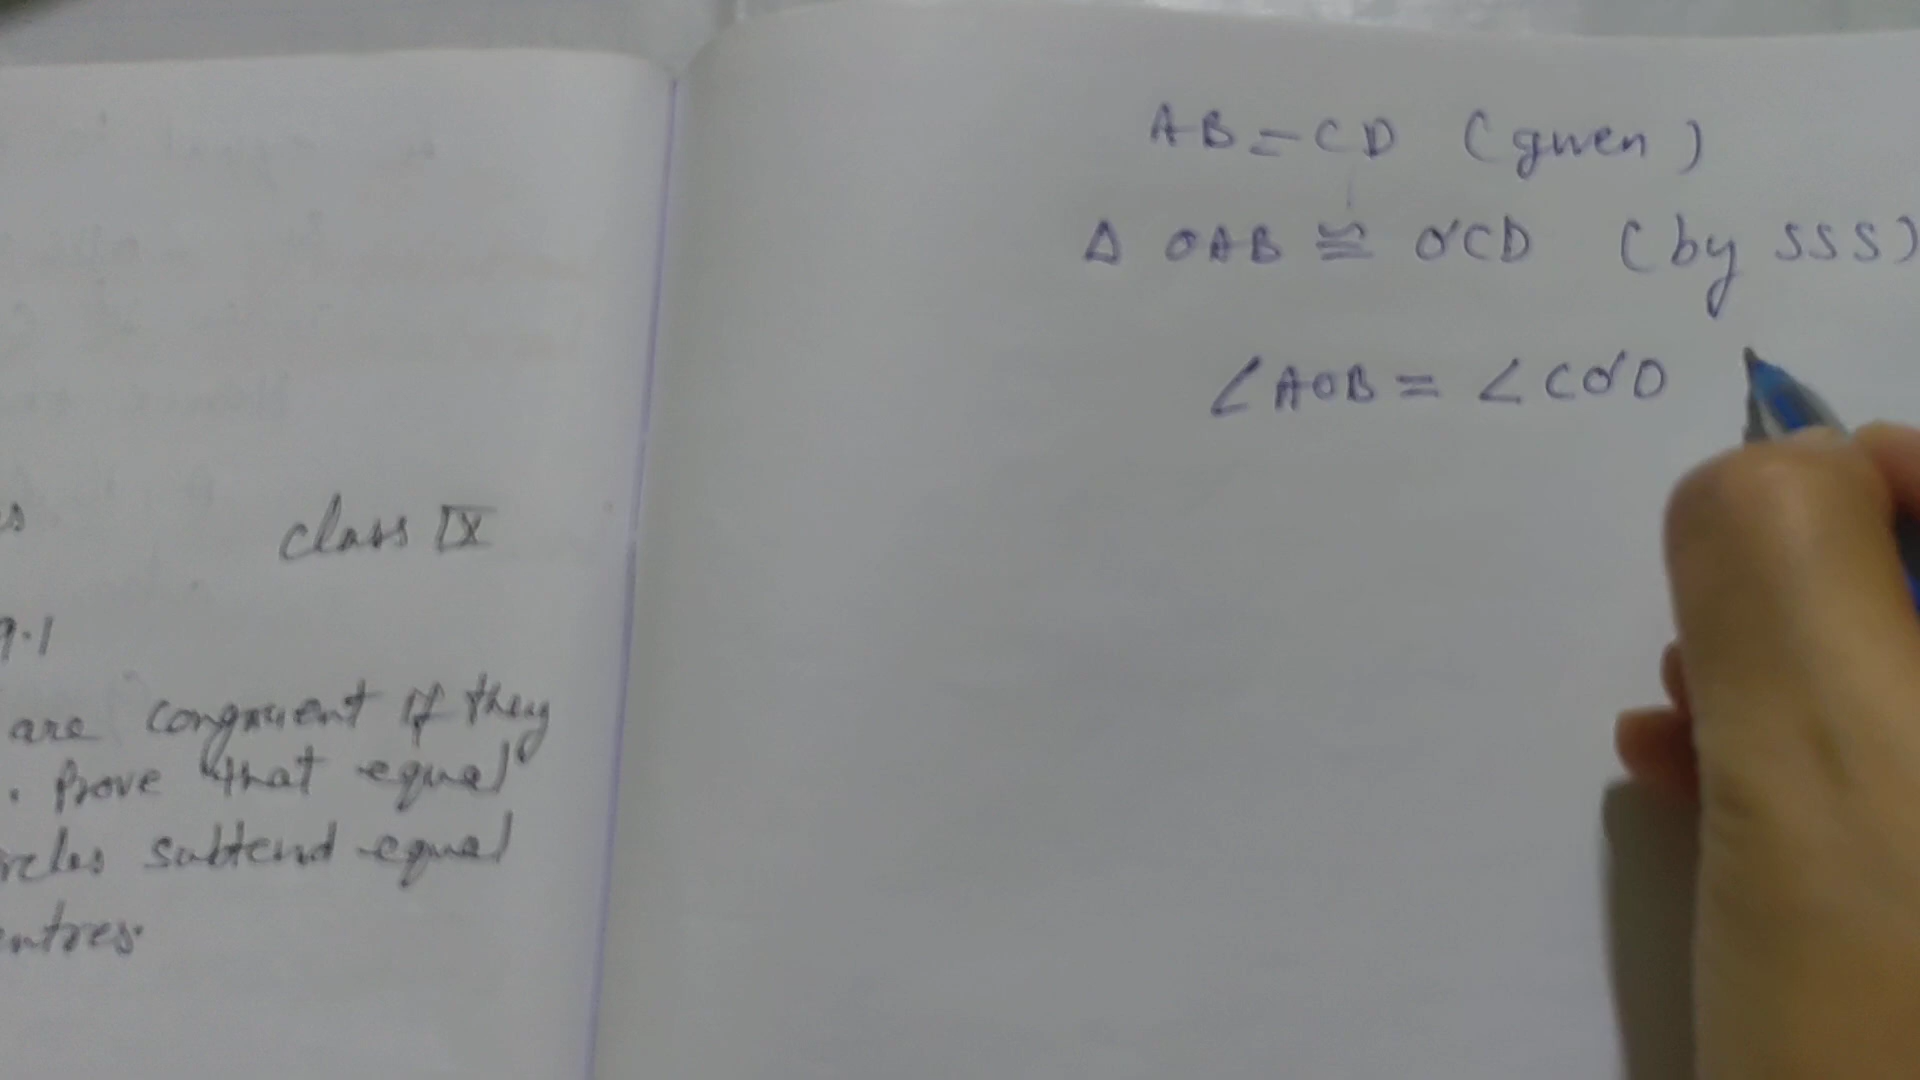 class IX
9.1
are congruent if they
. Prove that equal
rcles subtend equal
entres.
AB = CD (given)
Δ OAB ≅ O'CD (by SSS)
∠AOB = ∠CO'D